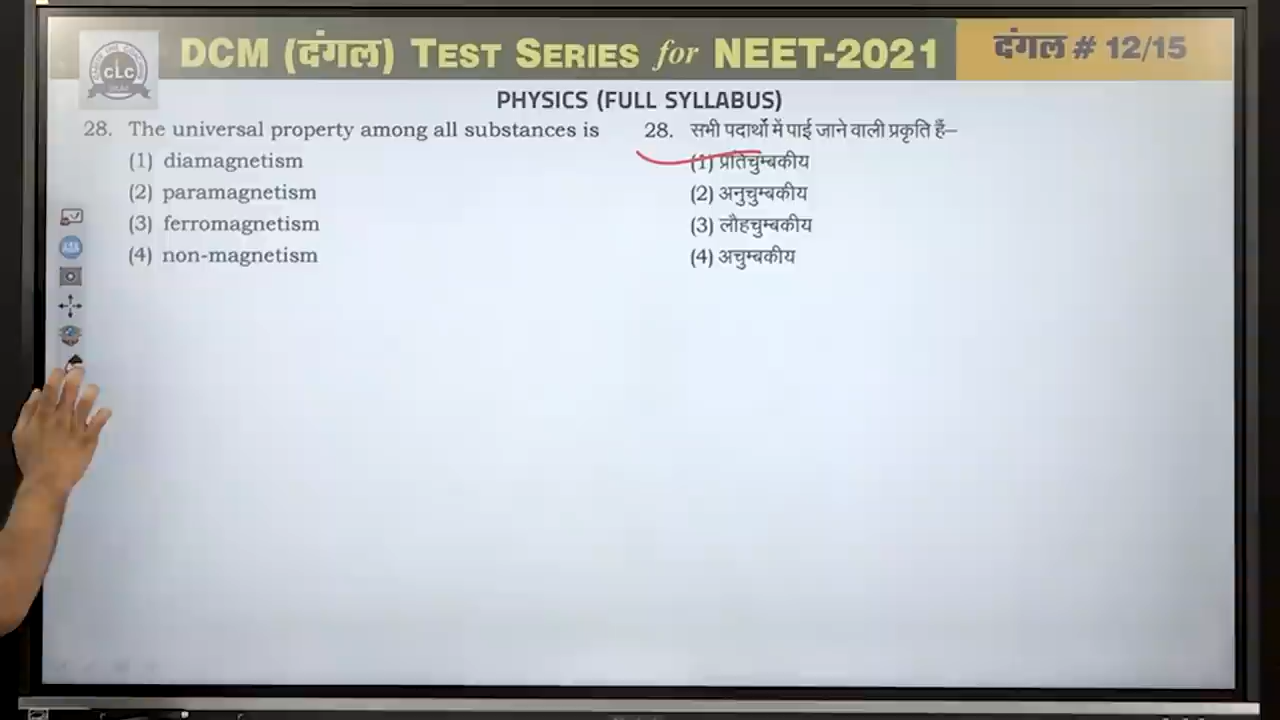 DCM (दंगल) TEST SERIES for NEET-2021
दंगल # 12/15
CLC
PHYSICS (FULL SYLLABUS)
28. The universal property among all substances is
(1) diamagnetism
(2) paramagnetism
(3) ferromagnetism
(4) non-magnetism
28. सभी पदार्थो में पाई जाने वाली प्रकृति हैं–
(1) प्रतिचुम्बकीय
(2) अनुचुम्बकीय
(3) लौहचुम्बकीय
(4) अचुम्बकीय